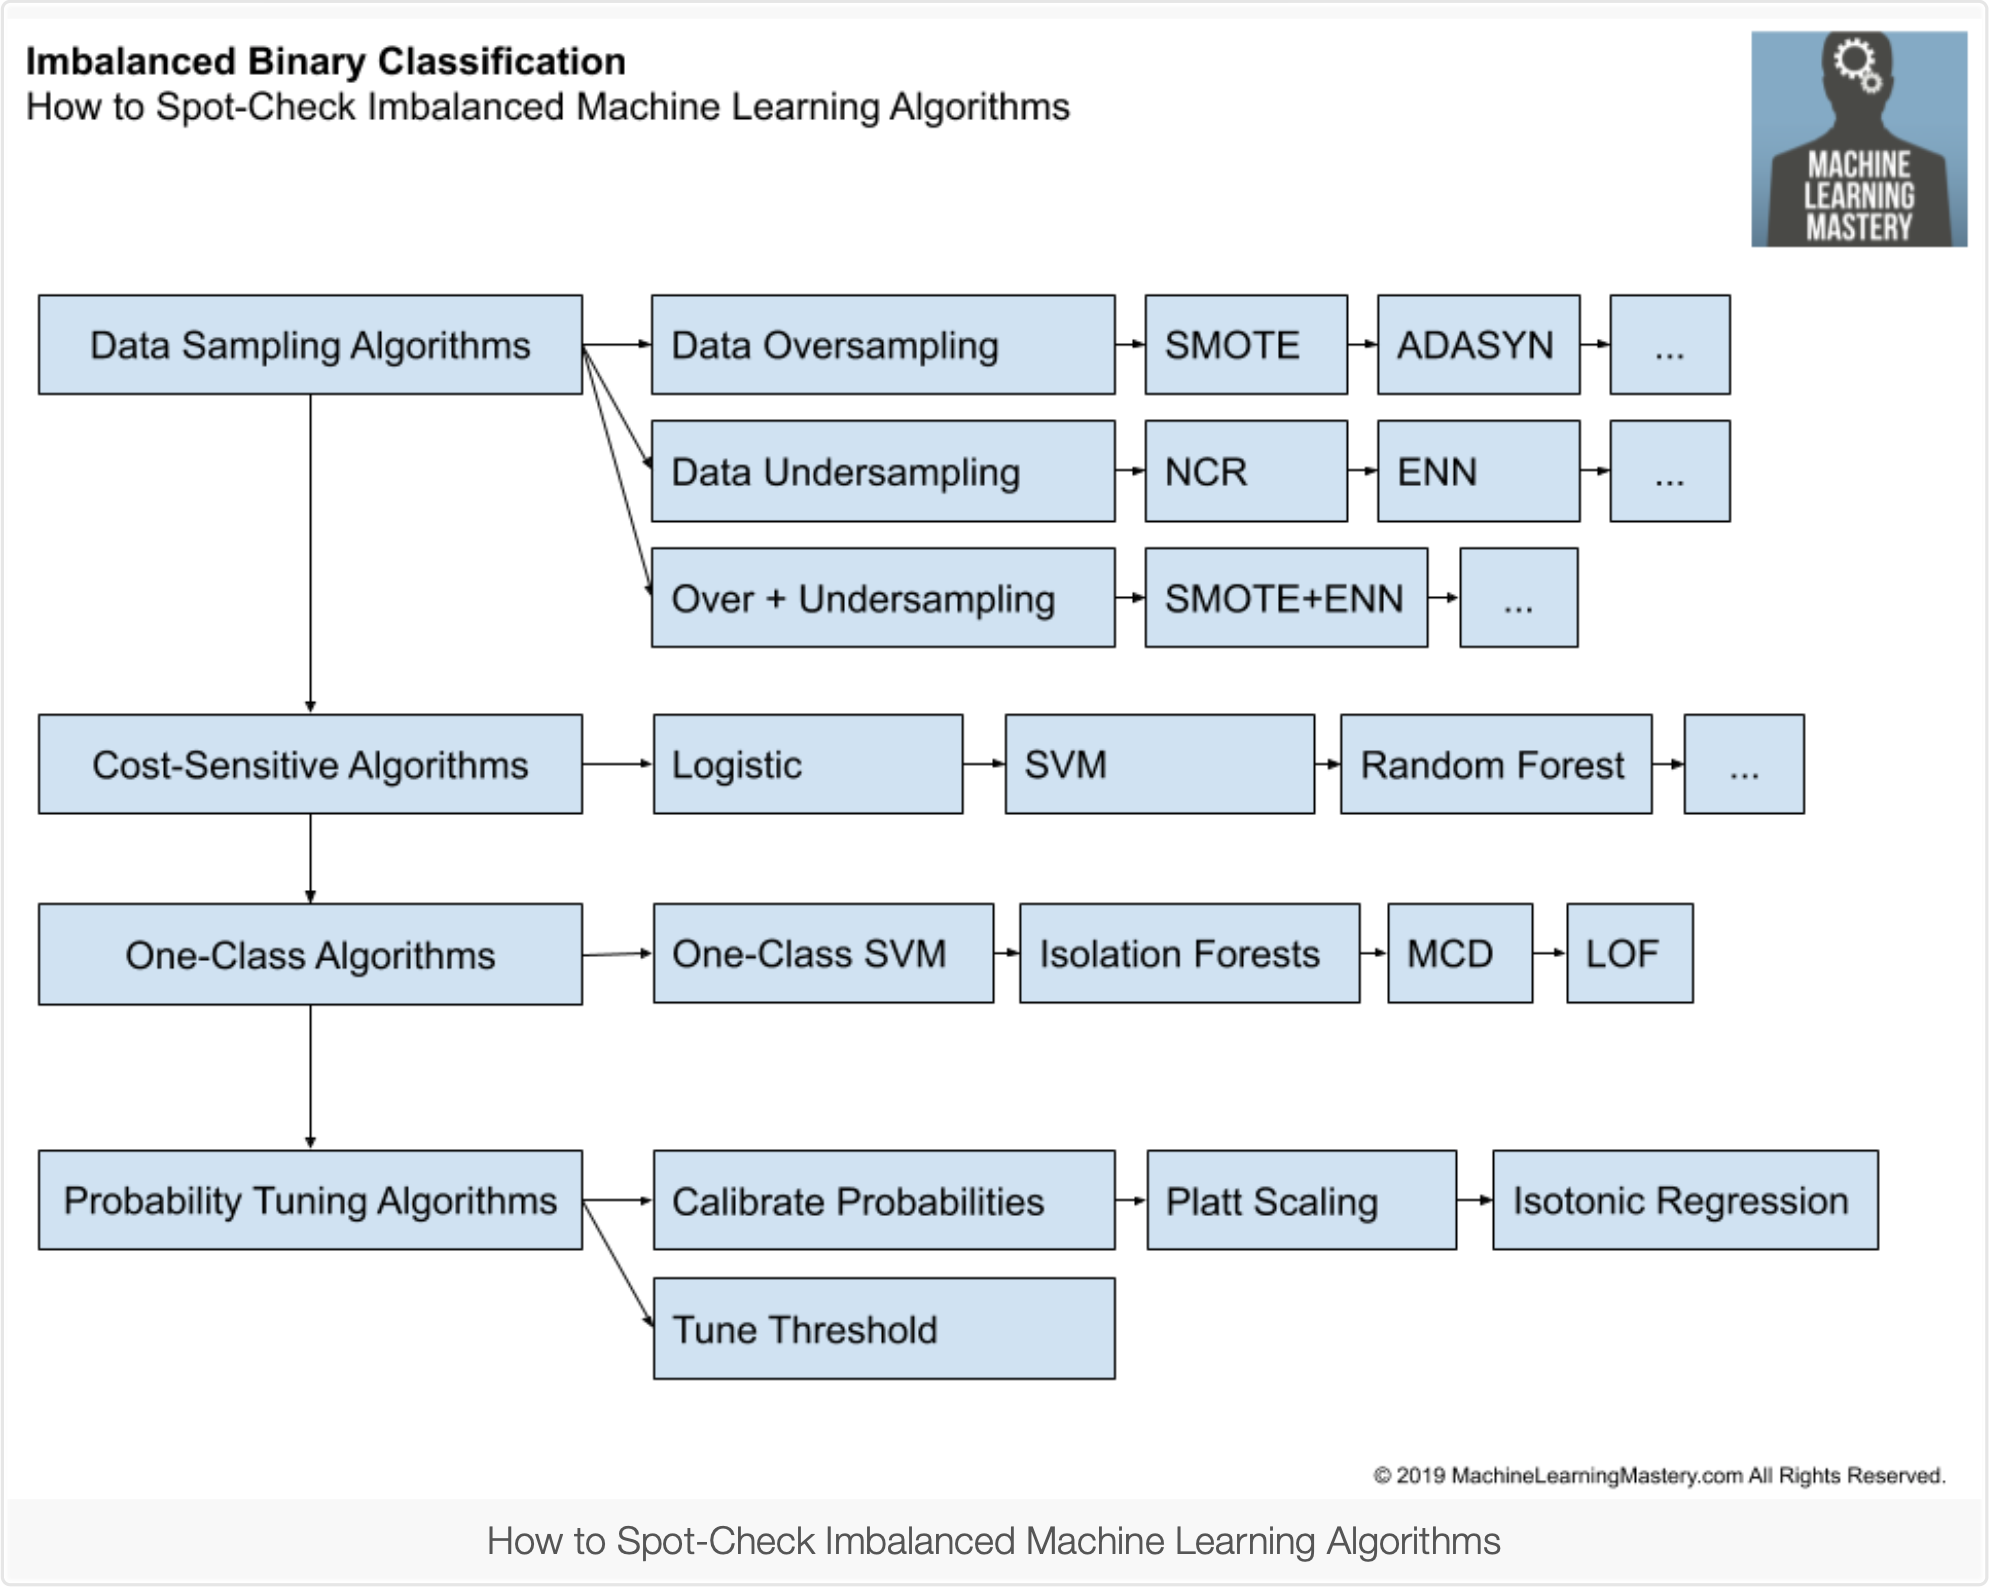 Imbalanced Binary Classification
How to Spot-Check Imbalanced Machine Learning Algorithms
MACHINE
LEARNING
MASTERY
Data Sampling Algorithms
Data Oversampling
SMOTE
ADASYN
...
Data Undersampling
NCR
ENN
...
Over + Undersampling
SMOTE+ENN
...
Cost-Sensitive Algorithms
Logistic
SVM
Random Forest
...
One-Class Algorithms
One-Class SVM
Isolation Forests
MCD
LOF
Probability Tuning Algorithms
Calibrate Probabilities
Platt Scaling
Isotonic Regression
Tune Threshold
© 2019 MachineLearningMastery.com All Rights Reserved.
How to Spot-Check Imbalanced Machine Learning Algorithms